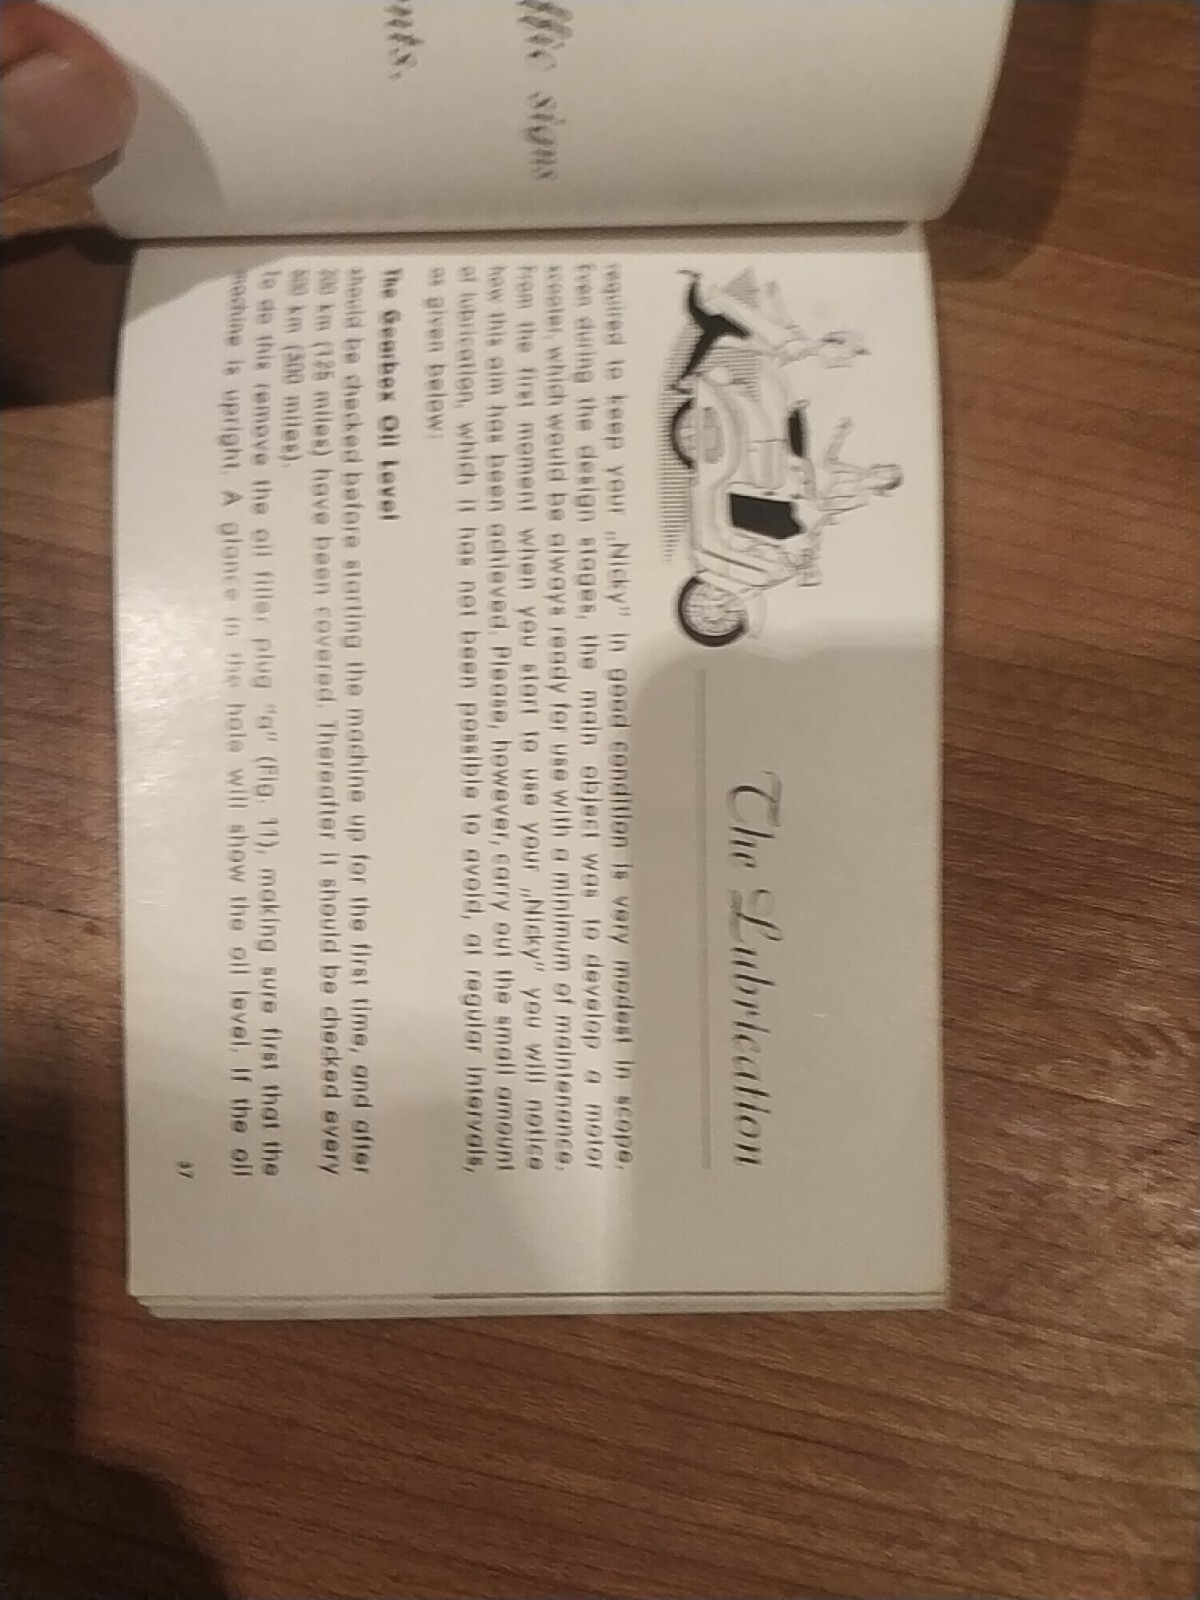 ffic signs
nts.
The Lubrication
required to keep your „Nicky" in good condition is very modest in scope.
Even during the design stages, the main object was to develop a motor
scooter, which would be always ready for use with a minimum of maintenance.
From the first moment when you start to use your „Nicky" you will notice
how this aim has been achieved. Please, however, carry out the small amount
of lubrication, which it has not been possible to avoid, at regular intervals,
as given below:
The Gearbox Oil Level
should be checked before starting the machine up for the first time, and after
200 km (125 miles) have been covered. Thereafter it should be checked every
800 km (500 miles).
To do this remove the oil filler plug "a" (Fig. 11), making sure first that the
machine is upright. A glance in the hole will show the oil level. If the oil
37